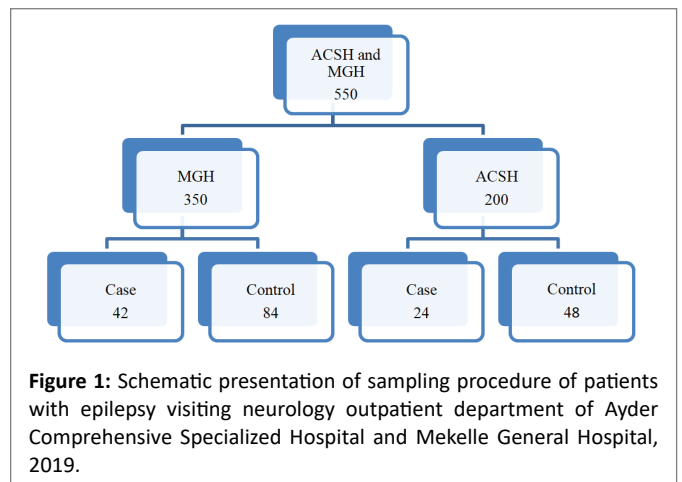 ACSH and
MGH
550
MGH
350
ACSH
200
Case
42
Control
84
Case
24
Control
48
Figure 1: Schematic presentation of sampling procedure of patients
with epilepsy visiting neurology outpatient department of Ayder
Comprehensive Specialized Hospital and Mekelle General Hospital,
2019.